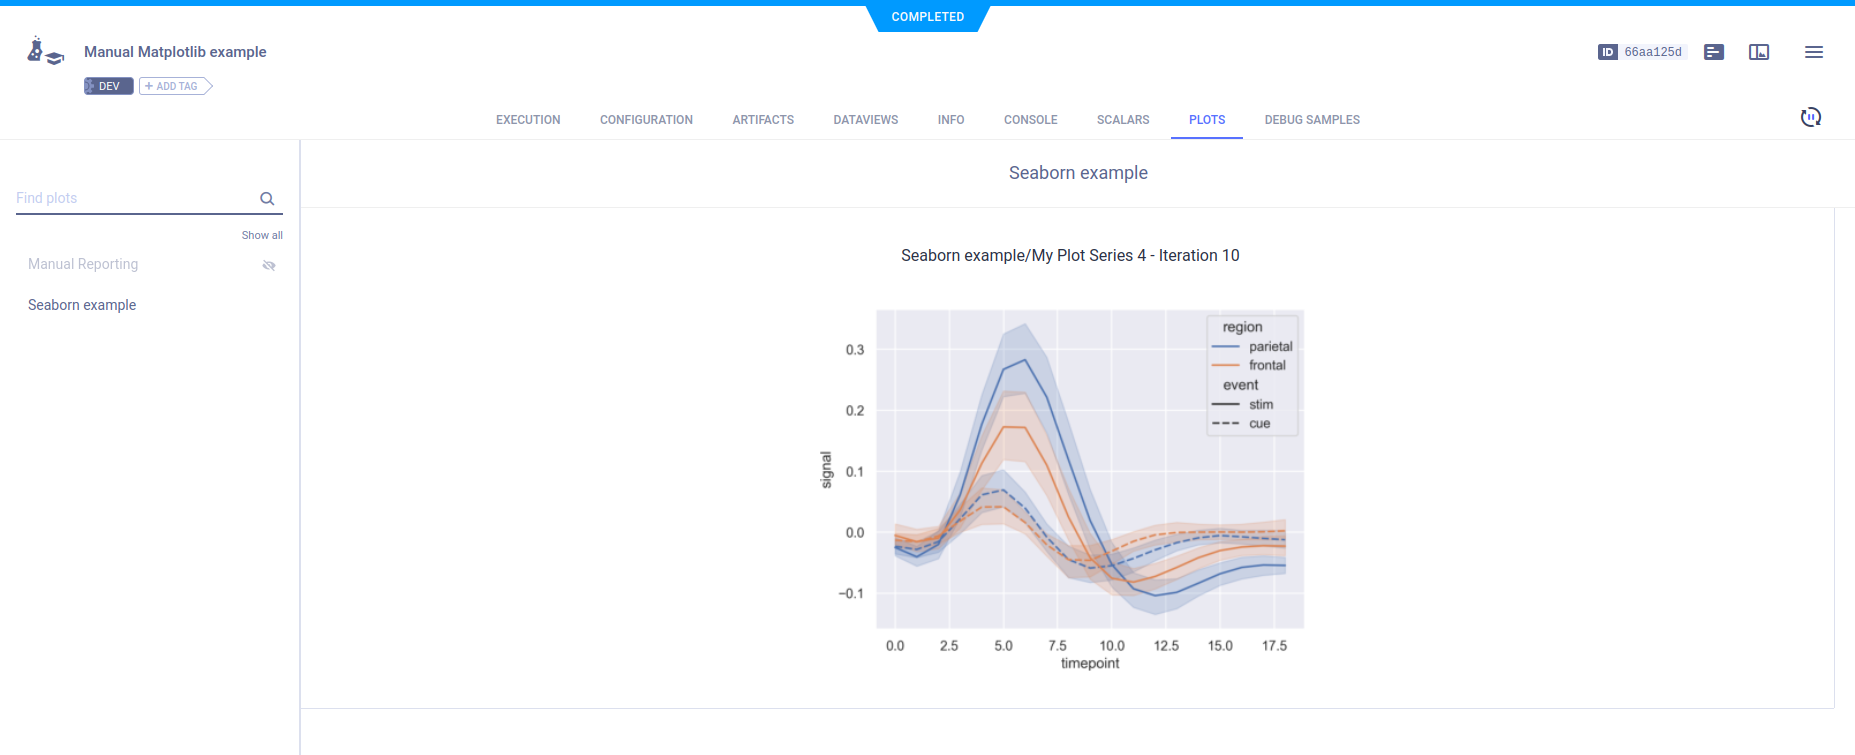 COMPLETED
Manual Matplotlib example
ID 66aa125d
DEV + ADD TAG
EXECUTION CONFIGURATION ARTIFACTS DATAVIEWS INFO CONSOLE SCALARS PLOTS DEBUG SAMPLES
Find plots
Show all
Manual Reporting
Seaborn example
Seaborn example
Seaborn example/My Plot Series 4 - Iteration 10
region
parietal
frontal
event
stim
cue
signal
0.3
0.2
0.1
0.0
−0.1
0.0 2.5 5.0 7.5 10.0 12.5 15.0 17.5
timepoint